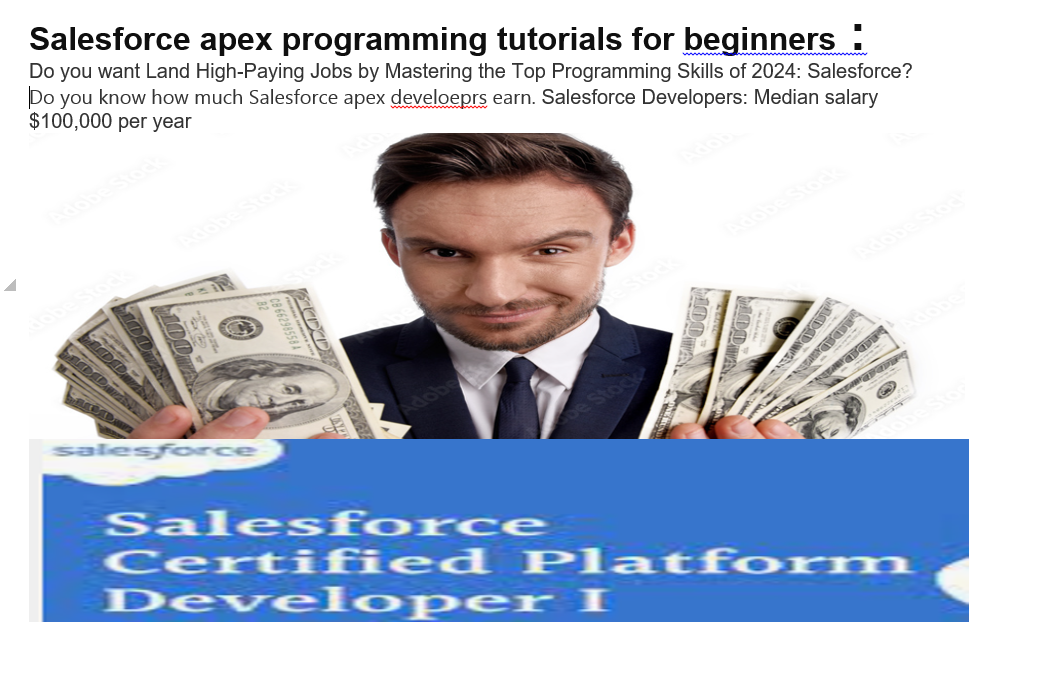 Salesforce apex programming tutorials for beginners :
Do you want Land High-Paying Jobs by Mastering the Top Programming Skills of 2024: Salesforce?
Do you know how much Salesforce apex develoeprs earn. Salesforce Developers: Median salary
$100,000 per year
salesforce
Salesforce
Certified Platform
Developer I